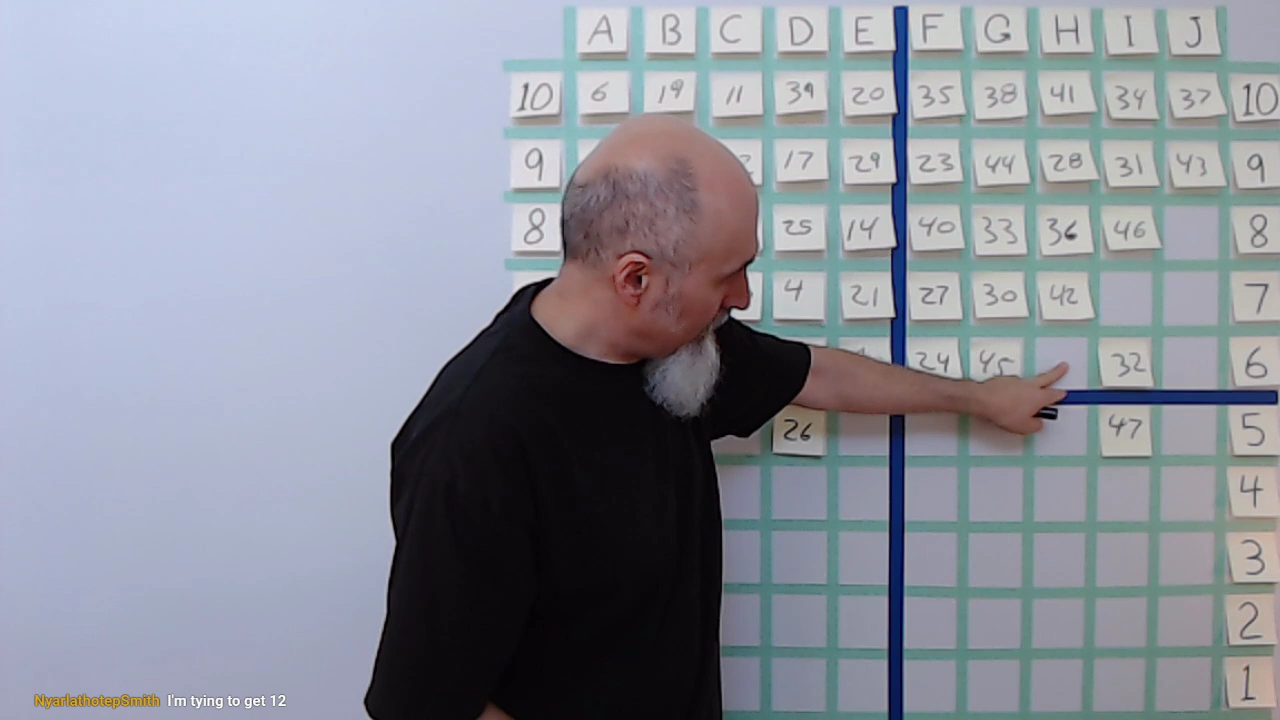 A B C D E F G H I J
10 6 19 11 39 20 35 38 41 34 37 10
9 17 29 23 44 28 31 43 9
8 25 14 40 33 36 46 8
4 21 27 30 42 7
24 45 32 6
26 47 5
4
3
2
1
NyarlathotepSmith I'm tying to get 12